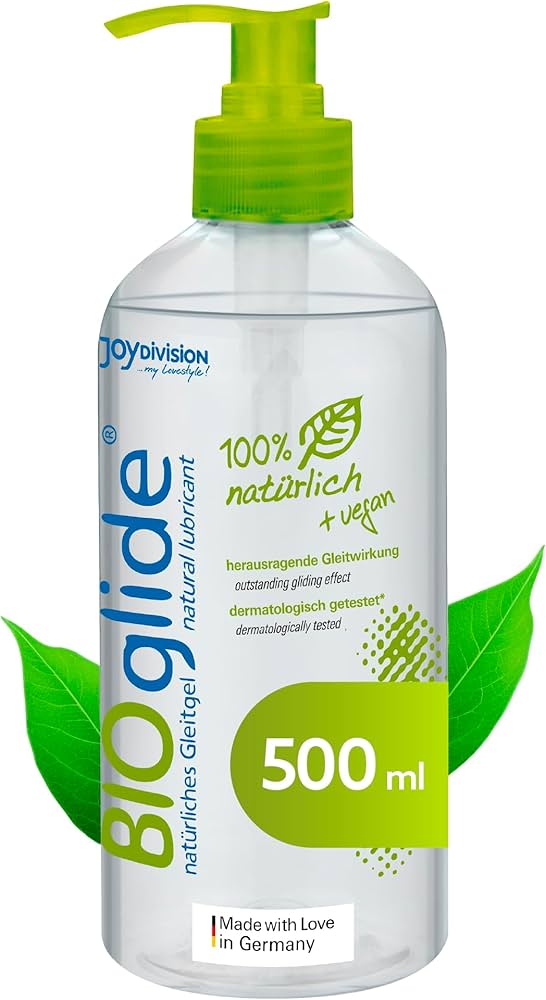 JOYDIVISION
...my Lovestyle!
BIOglide®
natürliches Gleitgel
natural lubricant
100%
natürlich
+ vegan
herausragende Gleitwirkung
outstanding gliding effect
dermatologisch getestet*
dermatologically tested
500 ml
Made with Love
in Germany